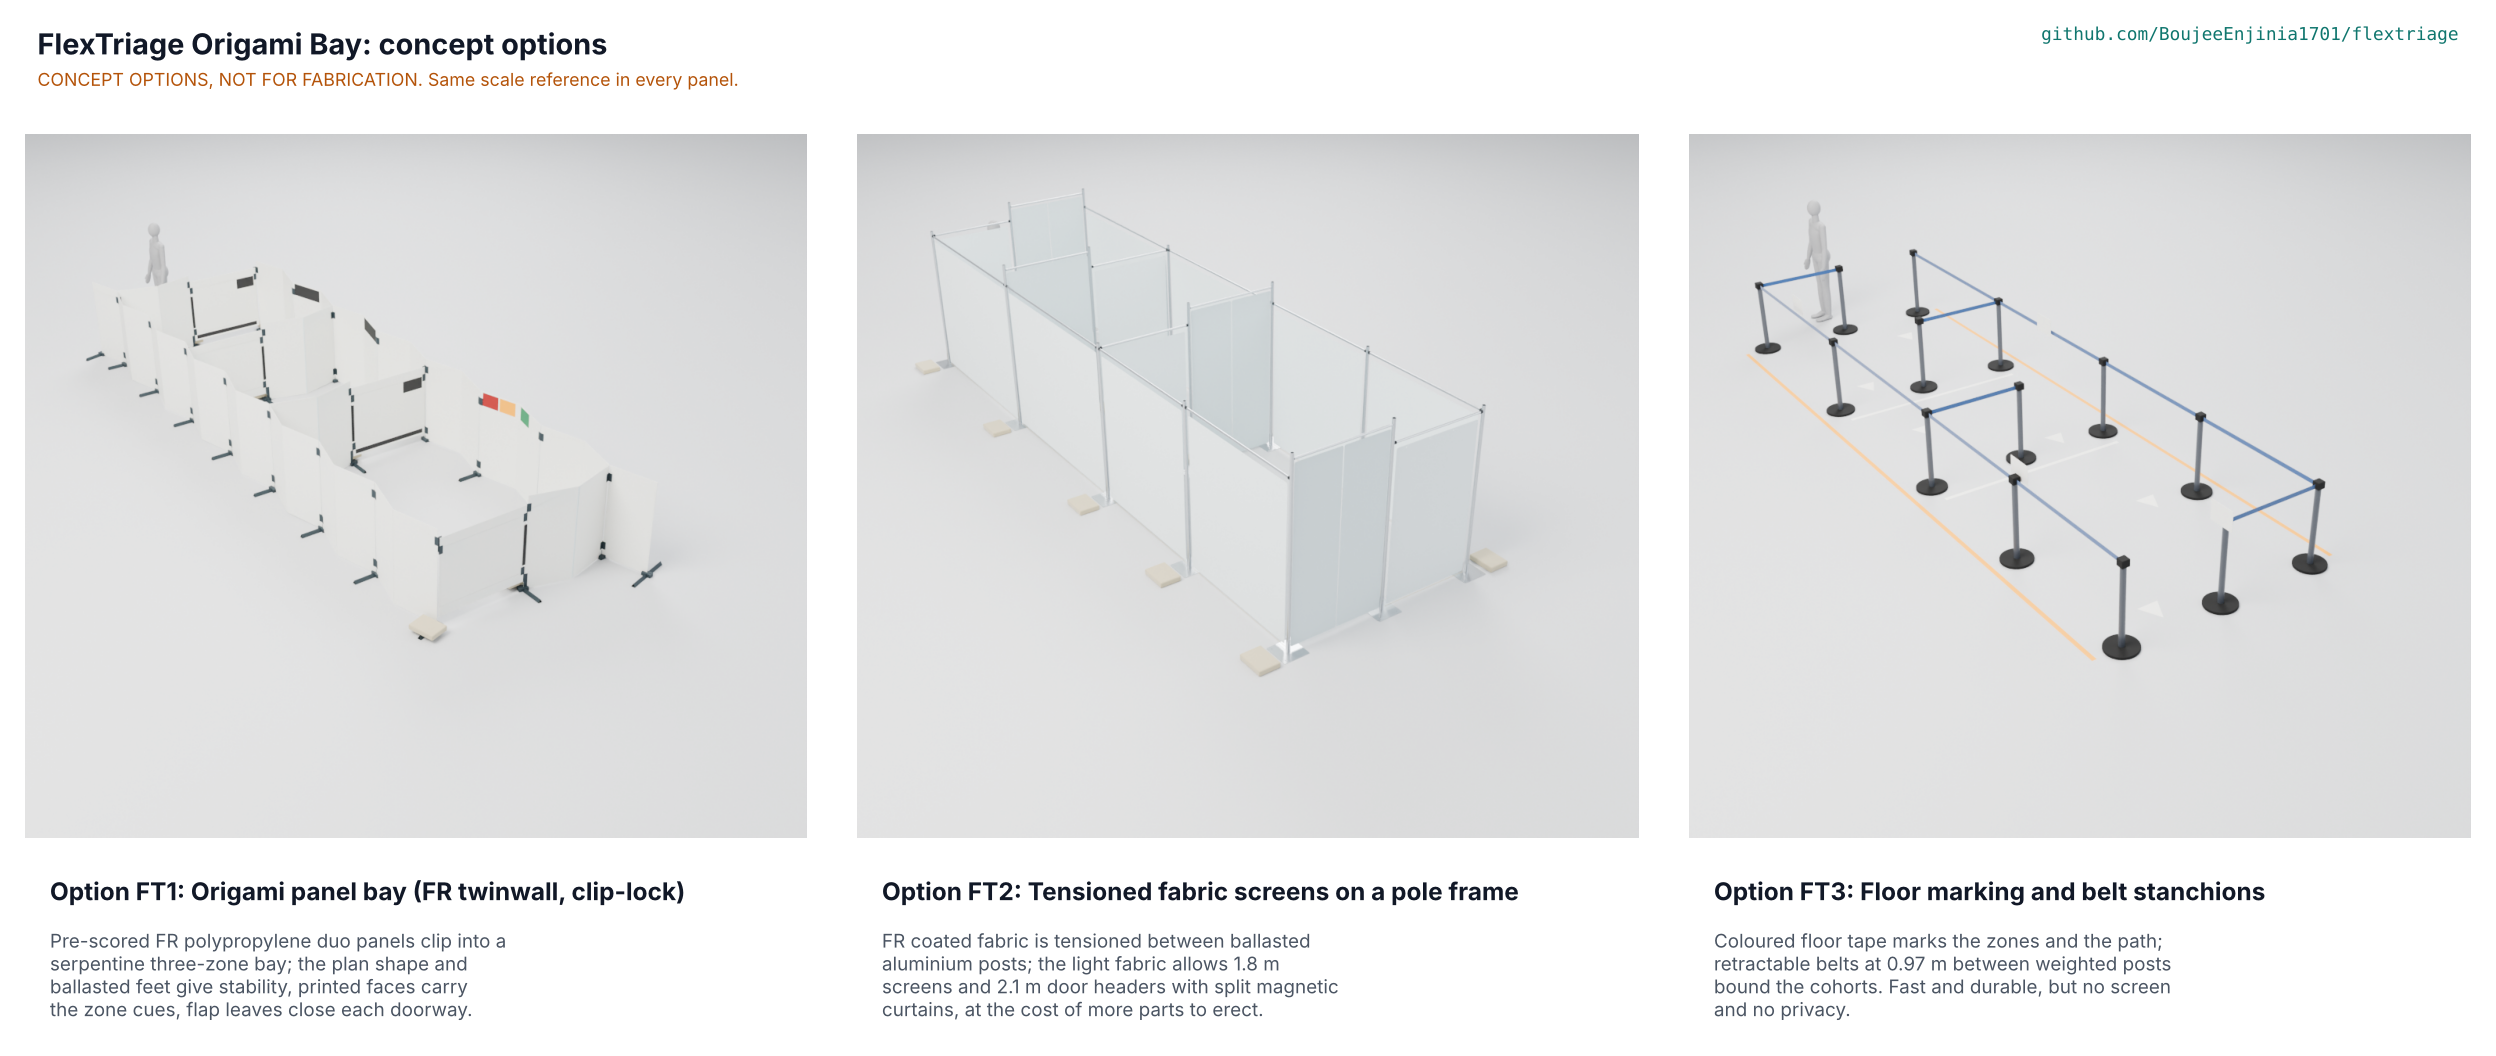 FlexTriage Origami Bay: concept options
github.com/BoujeeEnjinia1701/flextriage
CONCEPT OPTIONS, NOT FOR FABRICATION. Same scale reference in every panel.
Option FT1: Origami panel bay (FR twinwall, clip-lock)
Pre-scored FR polypropylene duo panels clip into a
serpentine three-zone bay; the plan shape and
ballasted feet give stability, printed faces carry
the zone cues, flap leaves close each doorway.
Option FT2: Tensioned fabric screens on a pole frame
FR coated fabric is tensioned between ballasted
aluminium posts; the light fabric allows 1.8 m
screens and 2.1 m door headers with split magnetic
curtains, at the cost of more parts to erect.
Option FT3: Floor marking and belt stanchions
Coloured floor tape marks the zones and the path;
retractable belts at 0.97 m between weighted posts
bound the cohorts. Fast and durable, but no screen
and no privacy.